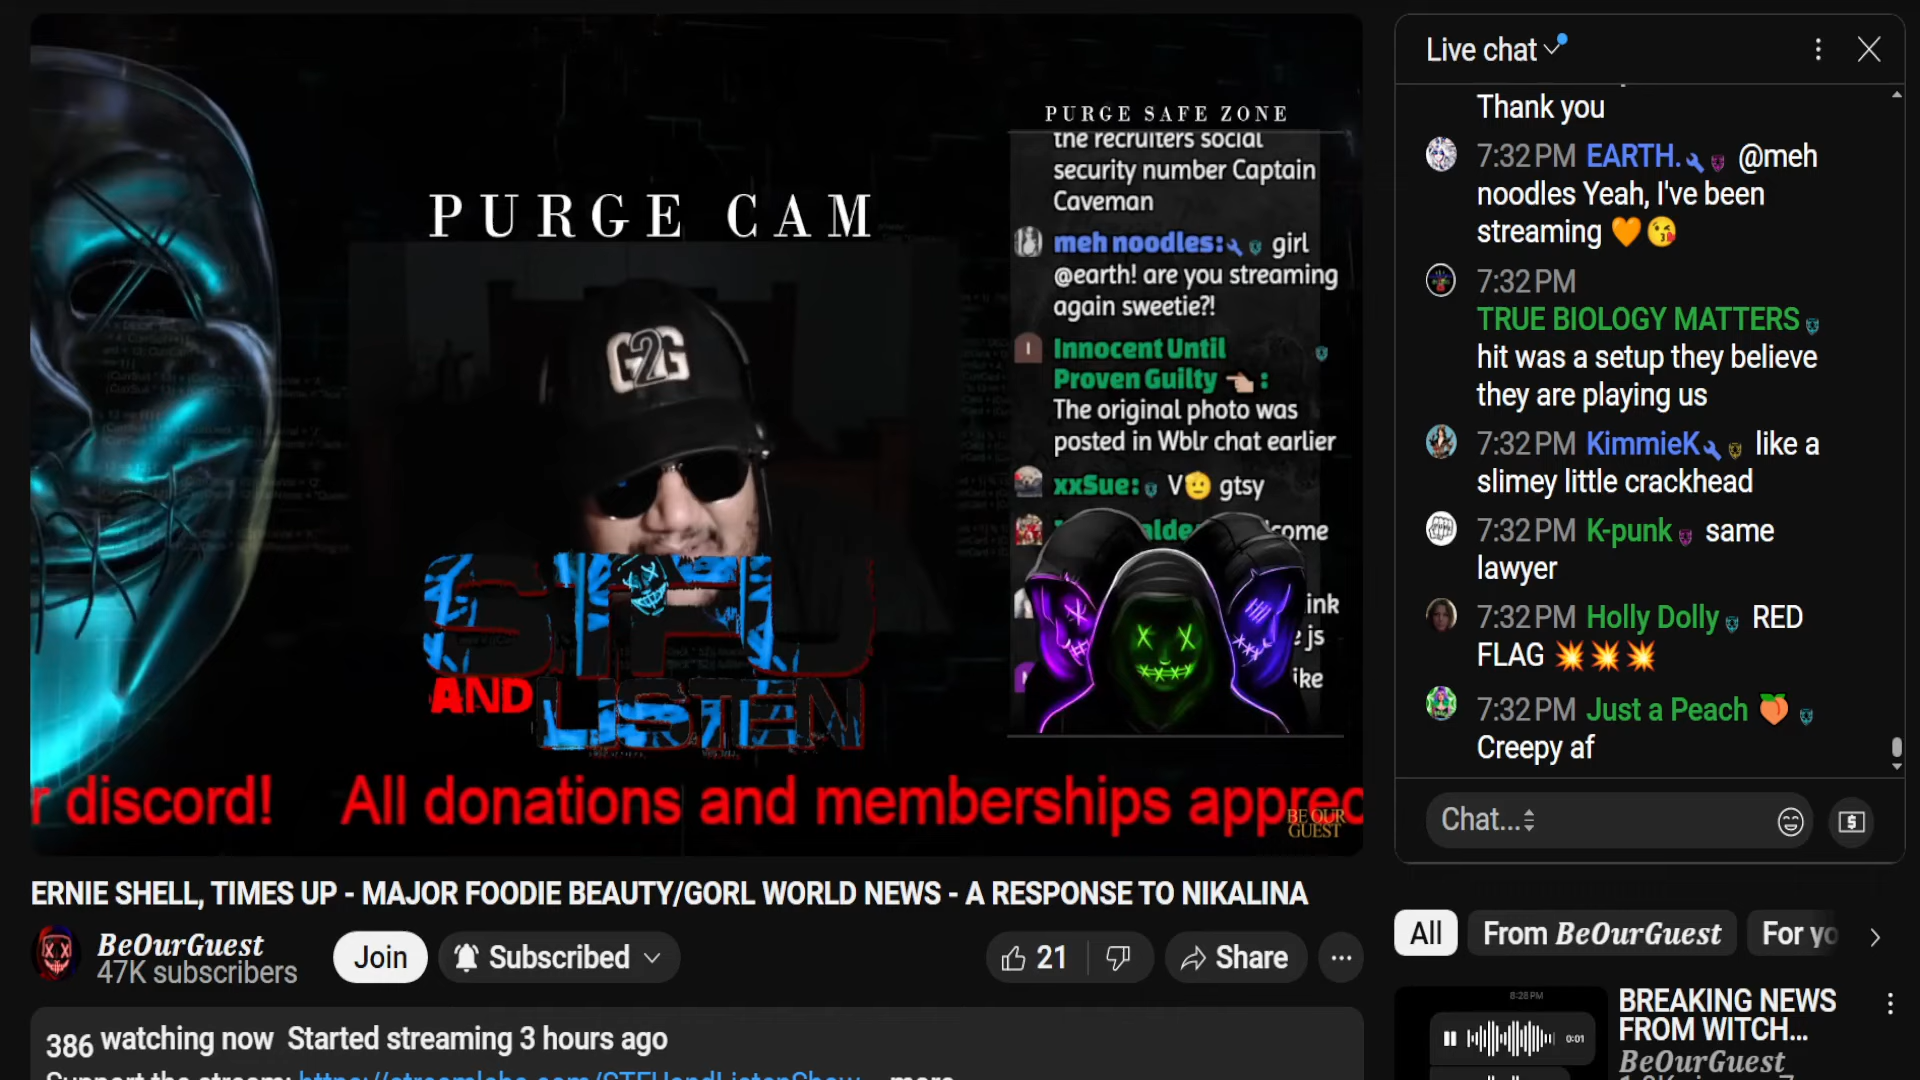 PURGE CAM
G2G
STFU
AND LISTEN
r discord! All donations and memberships apprec
BE OUR
GUEST
PURGE SAFE ZONE
the recruiters social
security number Captain
Caveman
meh noodles: girl
@earth! are you streaming
again sweetie?!
Innocent Until
Proven Guilty 👈🏼 :
The original photo was
posted in Wblr chat earlier
xxSue: V🫡 gtsy
come
ink
e js
ike
ERNIE SHELL, TIMES UP - MAJOR FOODIE BEAUTY/GORL WORLD NEWS - A RESPONSE TO NIKALINA
BeOurGuest
47K subscribers
Join
Subscribed
21
Share
386 watching now Started streaming 3 hours ago
Support the stream: https://streamlabs.com/STFUandListenShow ...more
Live chat
Thank you
7:32 PM EARTH. @meh
noodles Yeah, I've been
streaming 🧡😘
7:32 PM
TRUE BIOLOGY MATTERS
hit was a setup they believe
they are playing us
7:32 PM KimmieK like a
slimey little crackhead
7:32 PM K-punk same
lawyer
7:32 PM Holly Dolly RED
FLAG 💥💥💥
7:32 PM Just a Peach 🍑
Creepy af
Chat...
All
From BeOurGuest
For yo
8:28 PM
0:01
BREAKING NEWS
FROM WITCH...
BeOurGuest